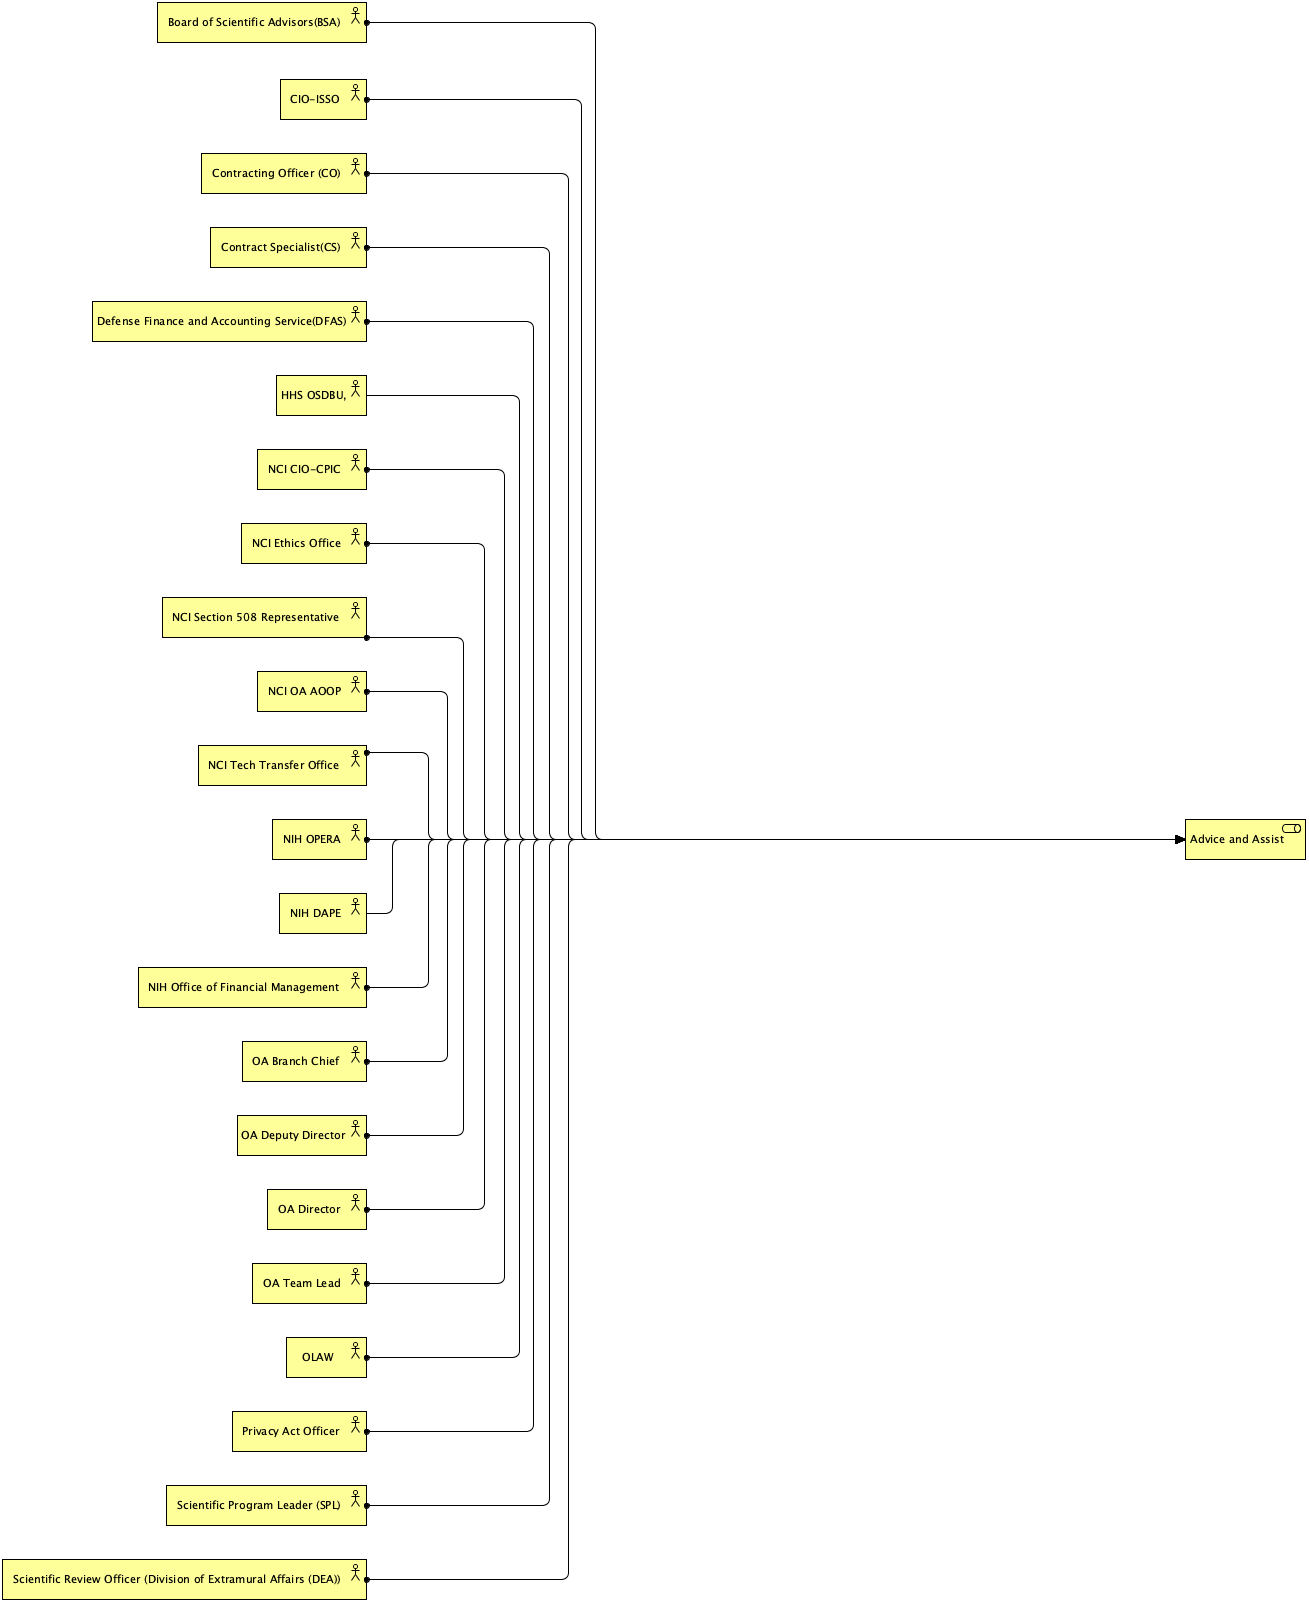 Board of Scientific Advisors(BSA)
CIO-ISSO
Contracting Officer (CO)
Contract Specialist(CS)
Defense Finance and Accounting Service(DFAS)
HHS OSDBU,
NCI CIO-CPIC
NCI Ethics Office
NCI Section 508 Representative
NCI OA AOOP
NCI Tech Transfer Office
NIH OPERA
Advice and Assist
NIH DAPE
NIH Office of Financial Management
OA Branch Chief
OA Deputy Director
OA Director
OA Team Lead
OLAW
Privacy Act Officer
Scientific Program Leader (SPL)
Scientific Review Officer (Division of Extramural Affairs (DEA))